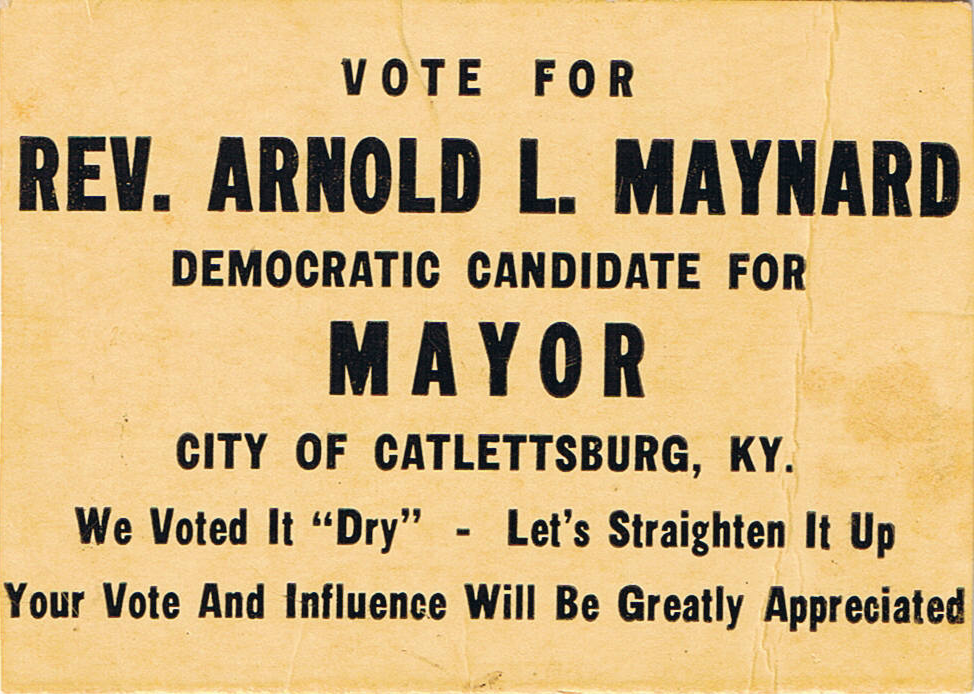 VOTE FOR
REV. ARNOLD L. MAYNARD
DEMOCRATIC CANDIDATE FOR
MAYOR
CITY OF CATLETTSBURG, KY.
We Voted It “Dry” - Let's Straighten It Up
Your Vote And Influence Will Be Greatly Appreciated